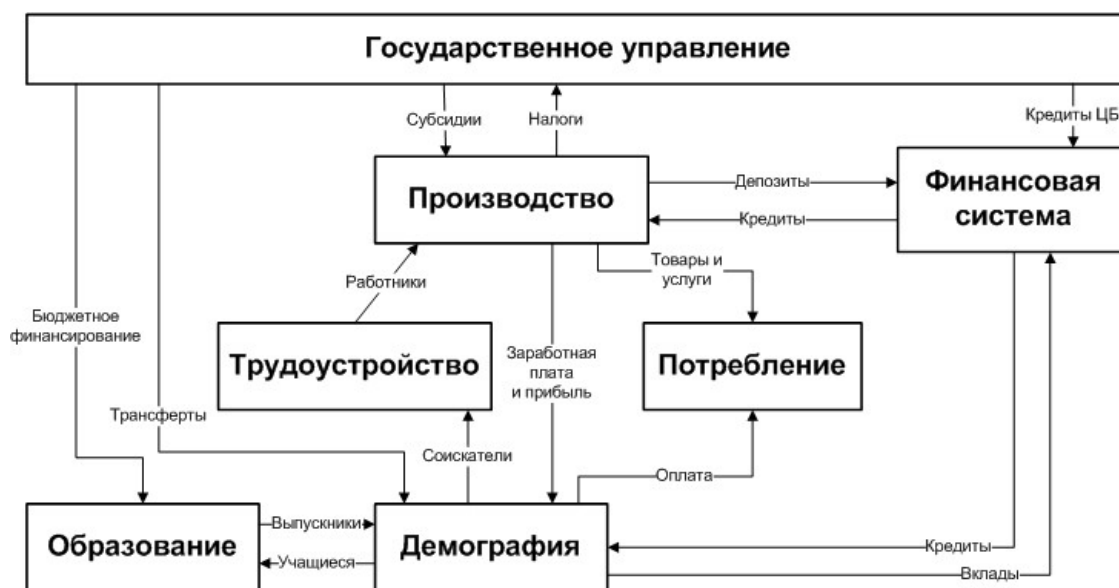 Государственное управление
Субсидии
Налоги
Кредиты ЦБ
Производство
Депозиты
Кредиты
Финансовая
система
Работники
Товары и
услуги
Бюджетное
финансирование
Трудоустройство
Заработная
плата
и прибыль
Потребление
Трансферты
Соискатели
Оплата
Образование
Выпускники
Учащиеся
Демография
Кредиты
Вклады